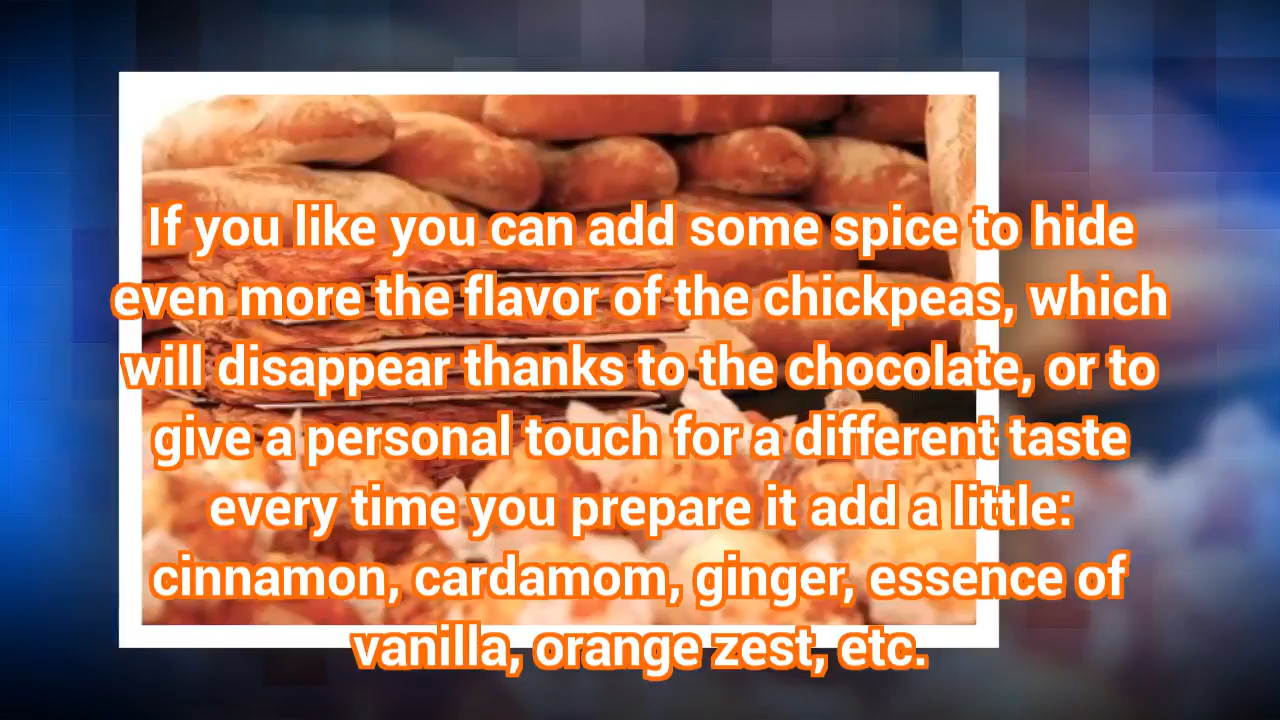 If you like you can add some spice to hide
even more the flavor of the chickpeas, which
will disappear thanks to the chocolate, or to
give a personal touch for a different taste
every time you prepare it add a little:
cinnamon, cardamom, ginger, essence of
vanilla, orange zest, etc.